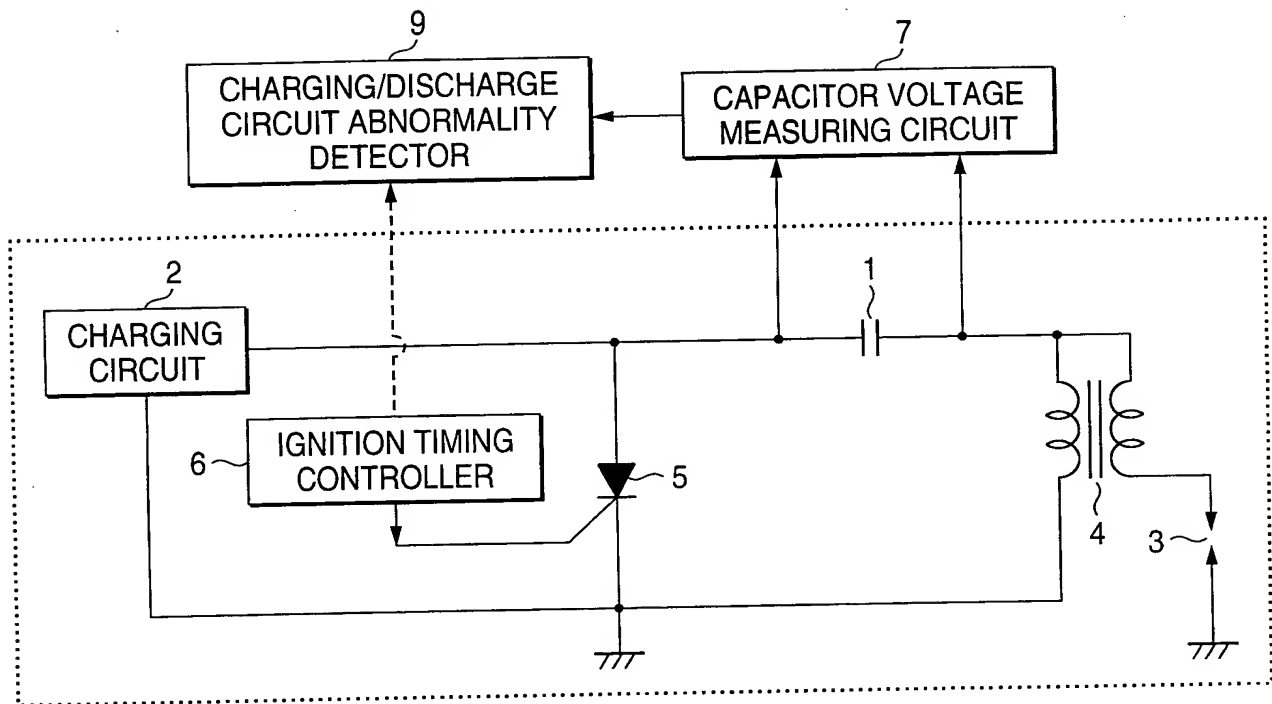 9
CHARGING/DISCHARGE
CIRCUIT ABNORMALITY
DETECTOR
7
CAPACITOR VOLTAGE
MEASURING CIRCUIT
2
CHARGING
CIRCUIT
1
6
IGNITION TIMING
CONTROLLER
5
4
3